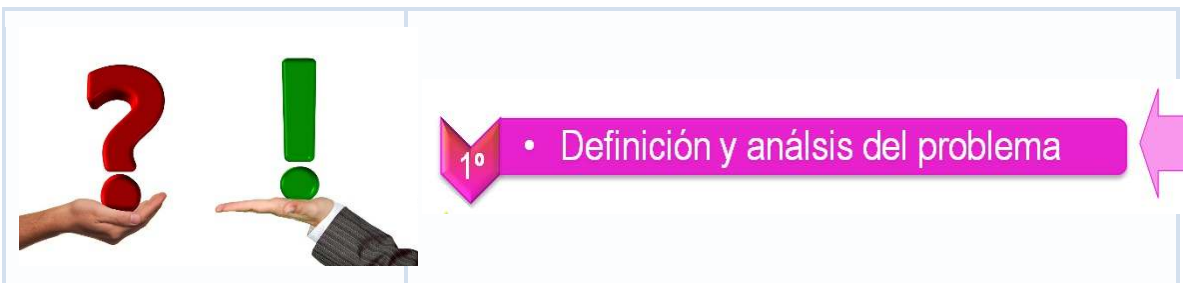 ? !
1º • Definición y análsis del problema